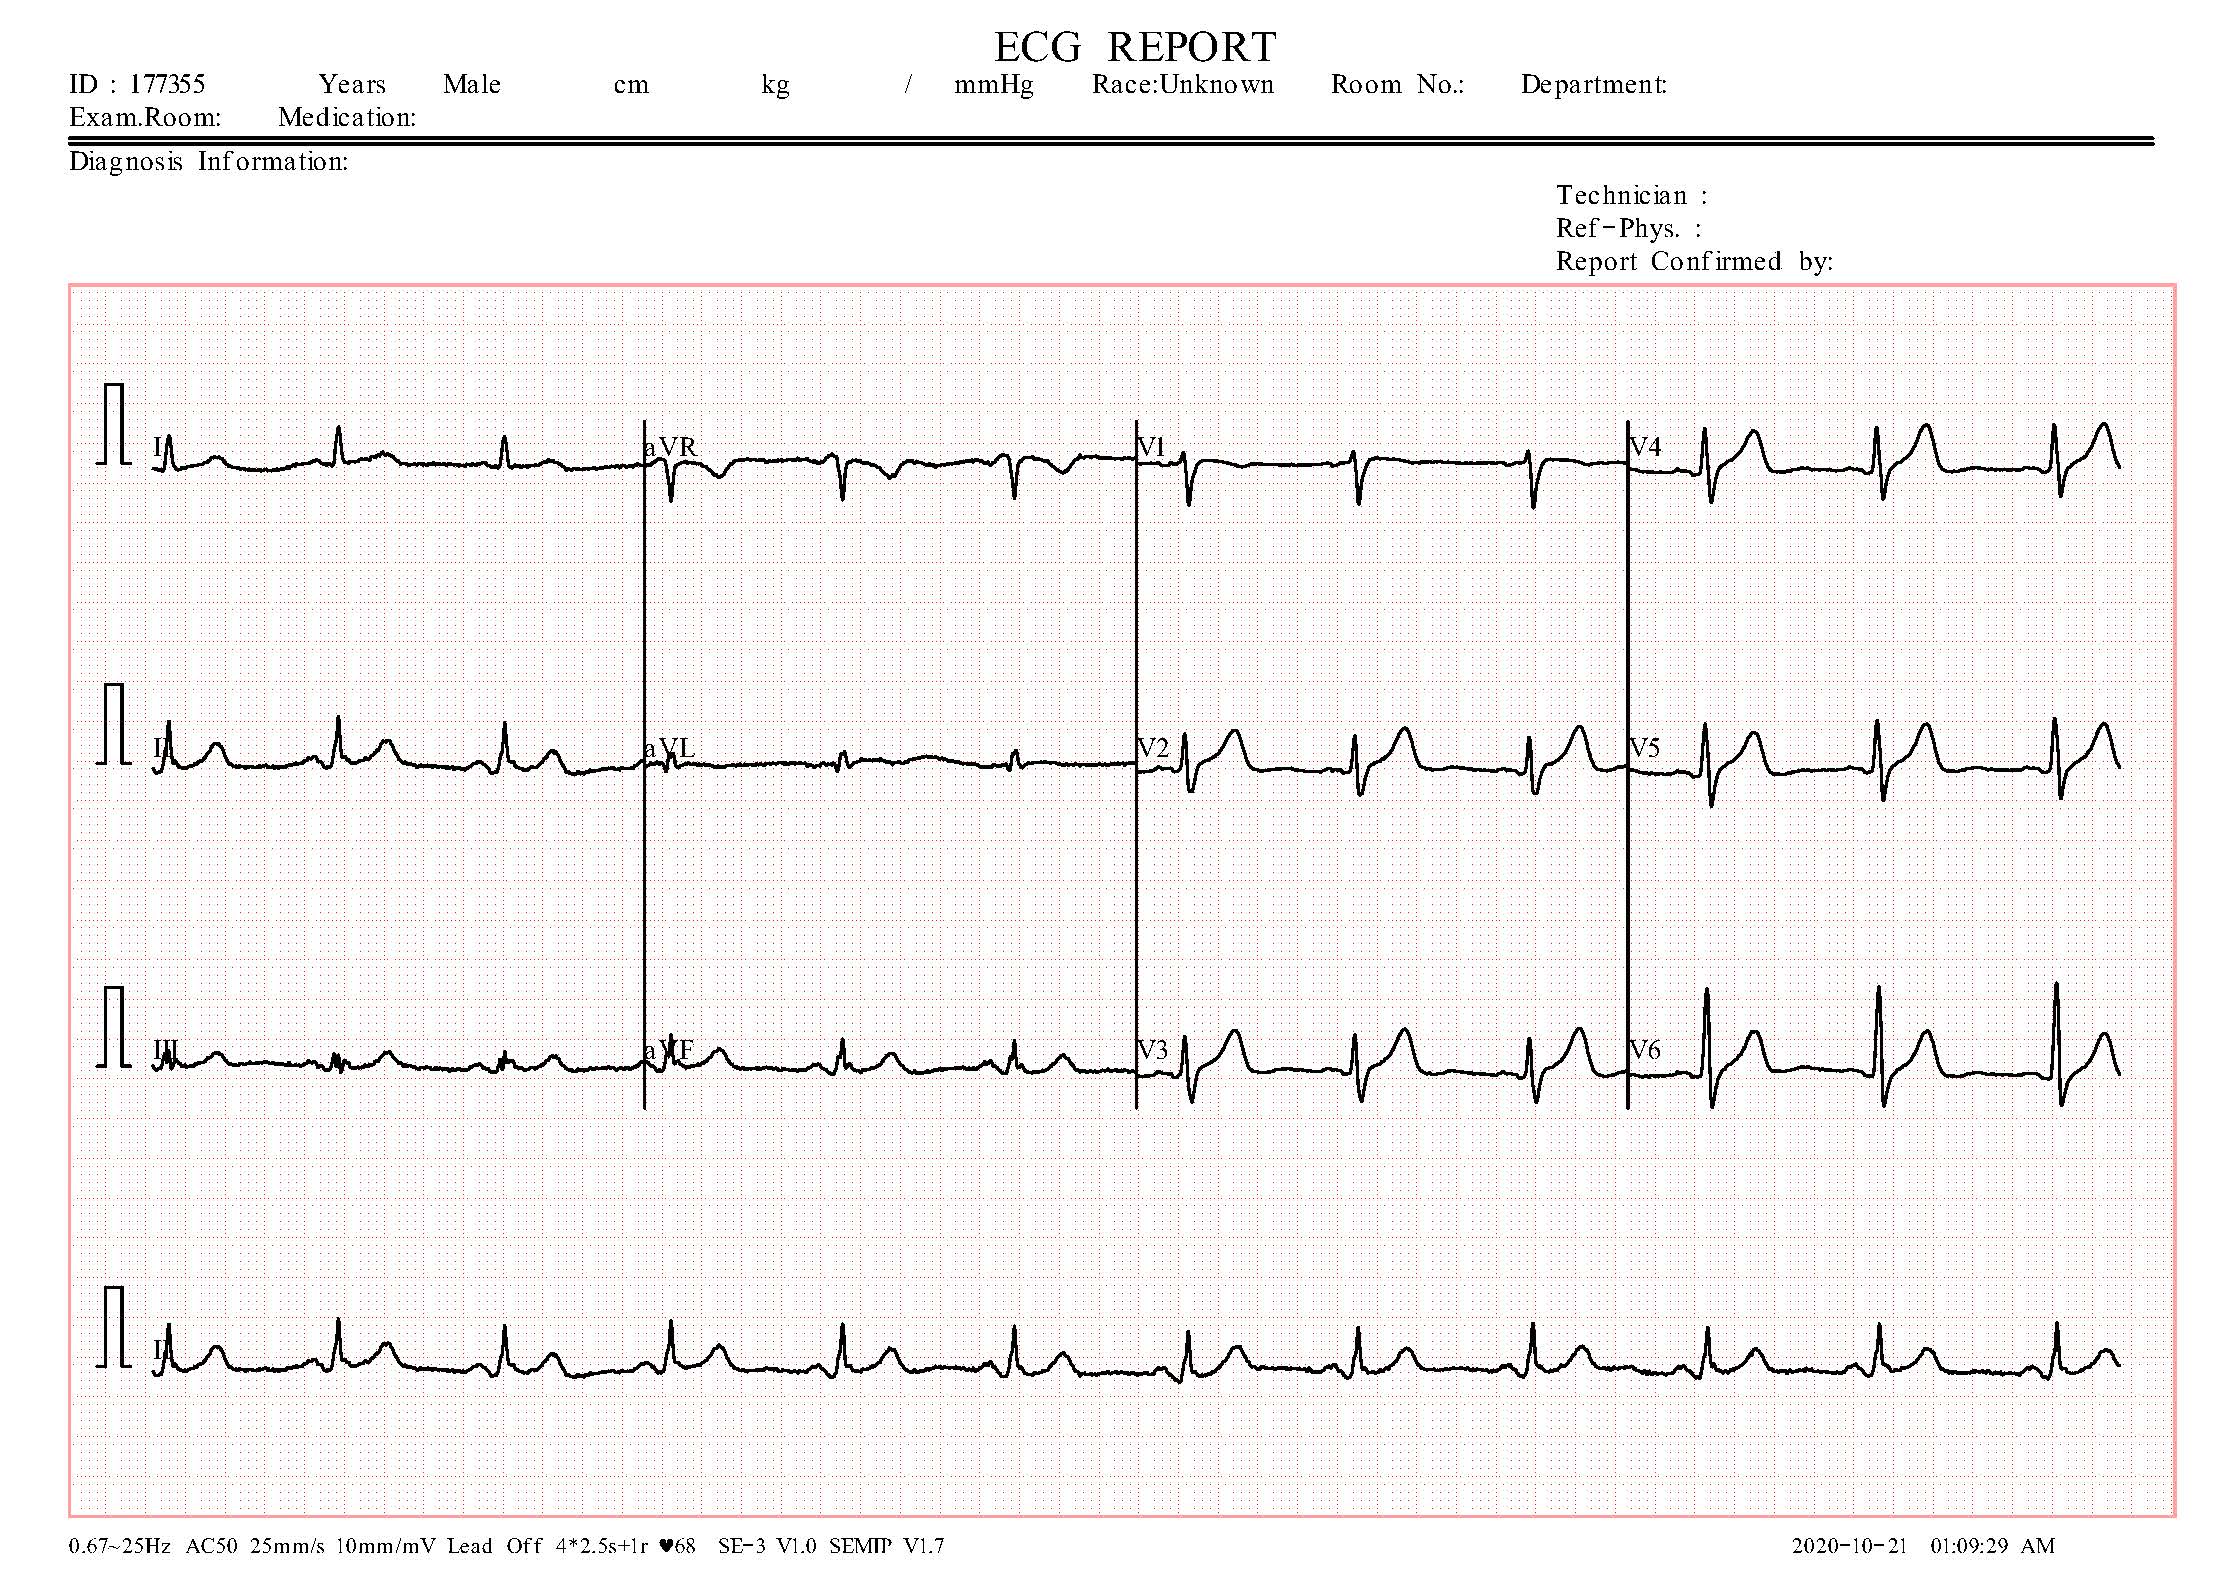 ECG REPORT
ID : 177355 Years Male cm kg / mmHg Race:Unknown Room No.: Department:
Exam.Room: Medication:
Diagnosis Information:
Technician :
Ref-Phys. :
Report Confirmed by:
I aVR V1 V4
II aVL V2 V5
III aVF V3 V6
II
0.67~25Hz AC50 25mm/s 10mm/mV Lead Off 4*2.5s+1r ♥68 SE-3 V1.0 SEMIP V1.7
2020-10-21 01:09:29 AM